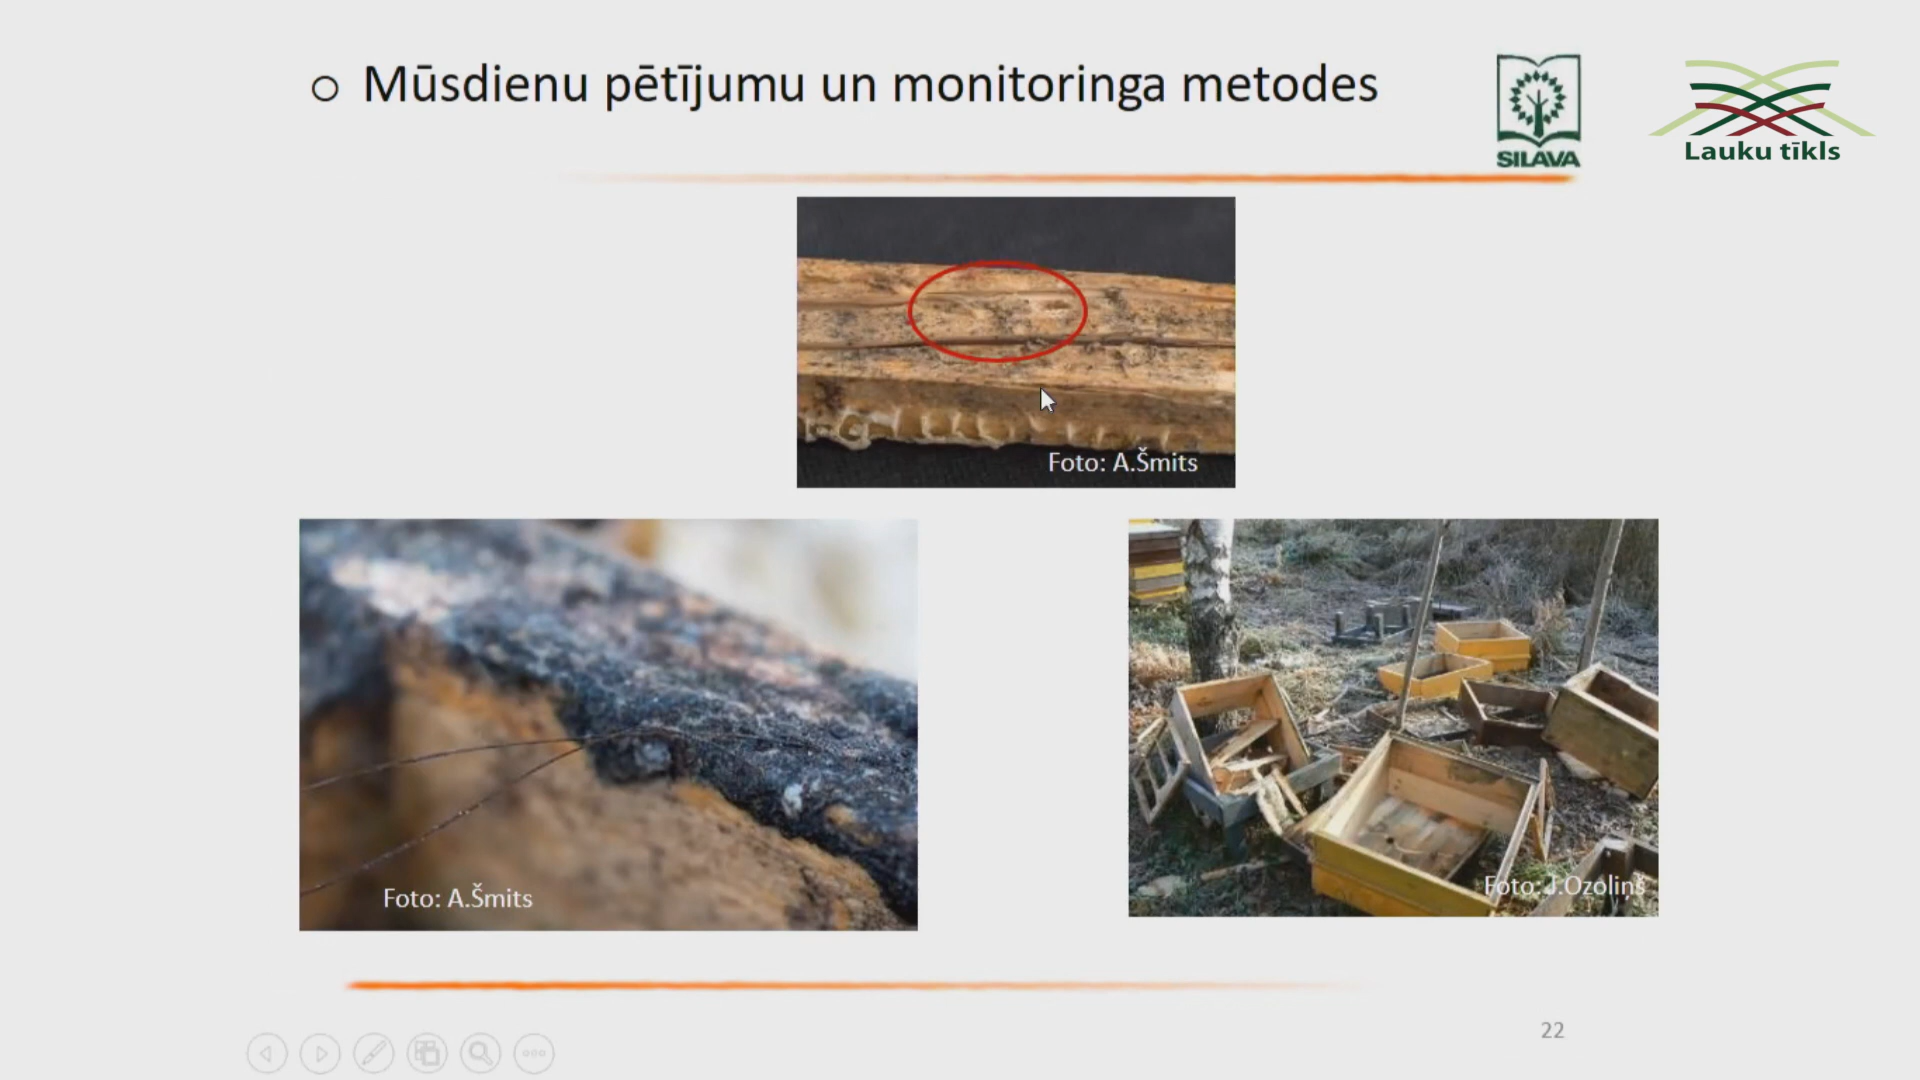 Mūsdienu pētījumu un monitoringa metodes
SILAVA
Lauku tīkls
Foto: A.Šmits
Foto: A.Šmits
Foto: J.Ozoliņš
22